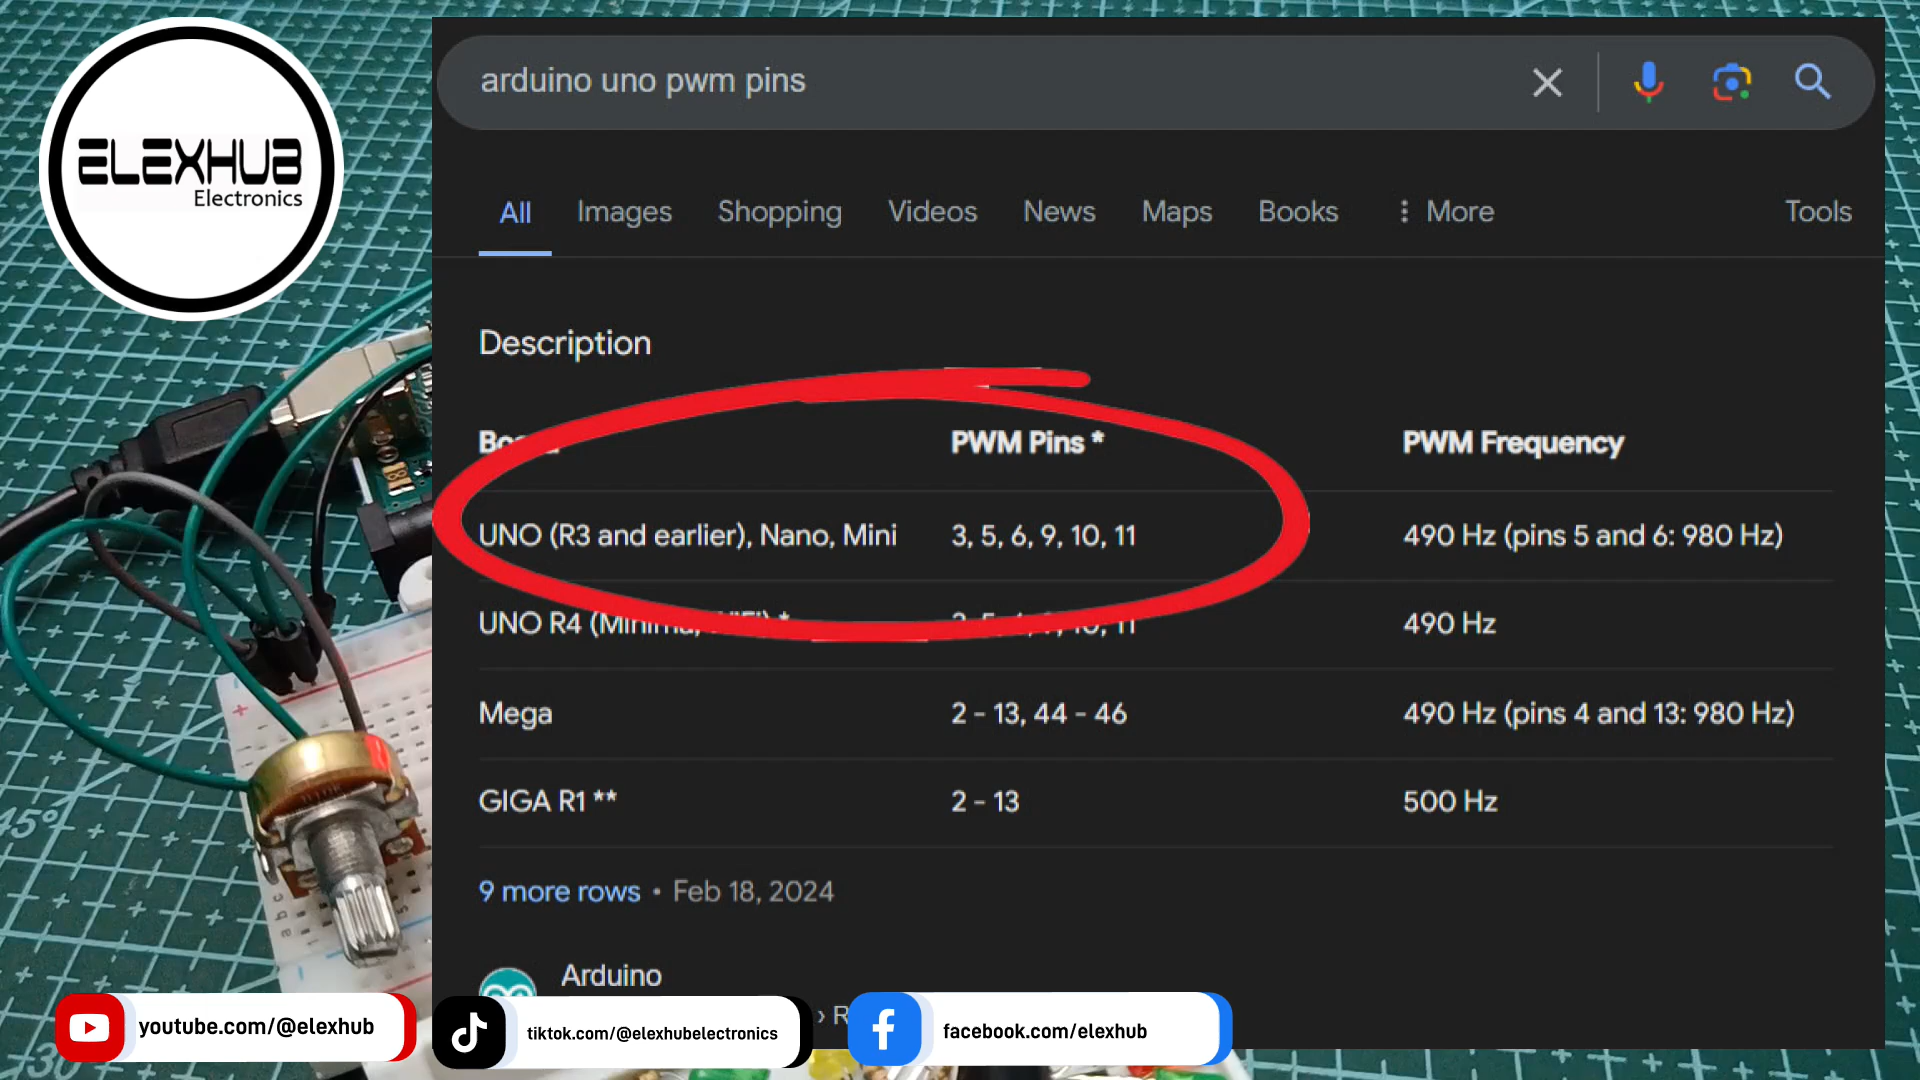 ELEXHUB
Electronics
arduino uno pwm pins
All Images Shopping Videos News Maps Books More Tools
Description
PWM Pins * PWM Frequency
UNO (R3 and earlier), Nano, Mini 3, 5, 6, 9, 10, 11 490 Hz (pins 5 and 6: 980 Hz)
UNO R4 10, 11 490 Hz
Mega 2 - 13, 44 - 46 490 Hz (pins 4 and 13: 980 Hz)
GIGA R1 ** 2 - 13 500 Hz
9 more rows • Feb 18, 2024
Arduino
› R
45°
+
youtube.com/@elexhub
tiktok.com/@elexhubelectronics
facebook.com/elexhub